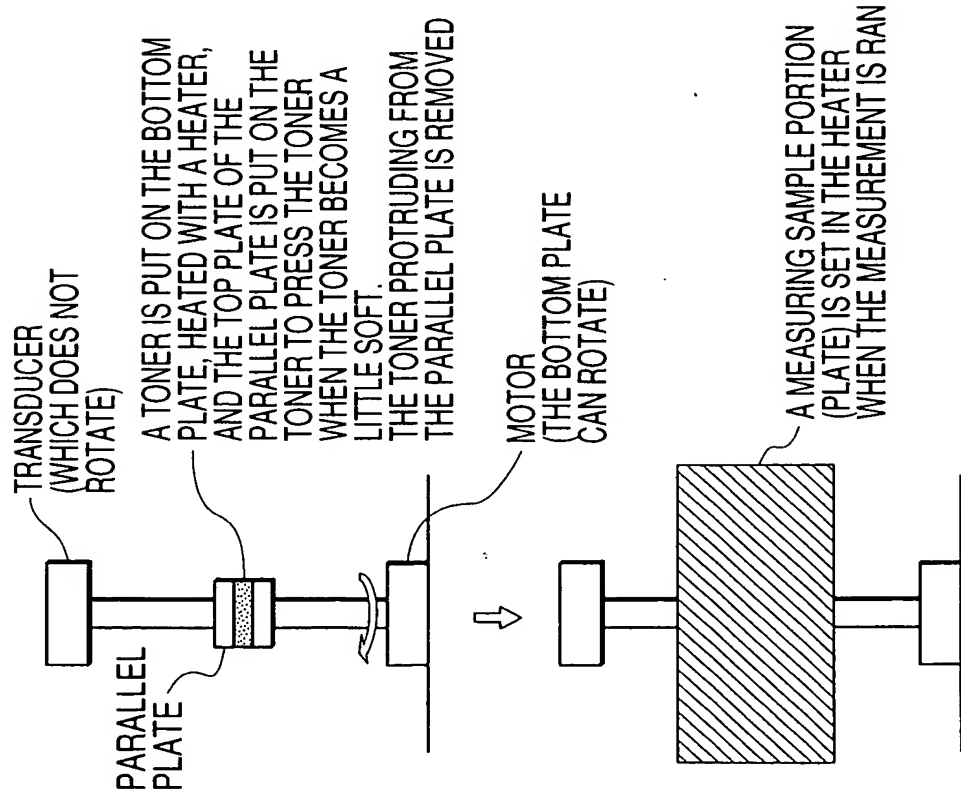 TRANSDUCER
(WHICH DOES NOT
ROTATE)
PARALLEL
PLATE
A TONER IS PUT ON THE BOTTOM
PLATE, HEATED WITH A HEATER,
AND THE TOP PLATE OF THE
PARALLEL PLATE IS PUT ON THE
TONER TO PRESS THE TONER
WHEN THE TONER BECOMES A
LITTLE SOFT.
THE TONER PROTRUDING FROM
THE PARALLEL PLATE IS REMOVED
MOTOR
(THE BOTTOM PLATE
CAN ROTATE)
A MEASURING SAMPLE PORTION
(PLATE) IS SET IN THE HEATER
WHEN THE MEASUREMENT IS RAN